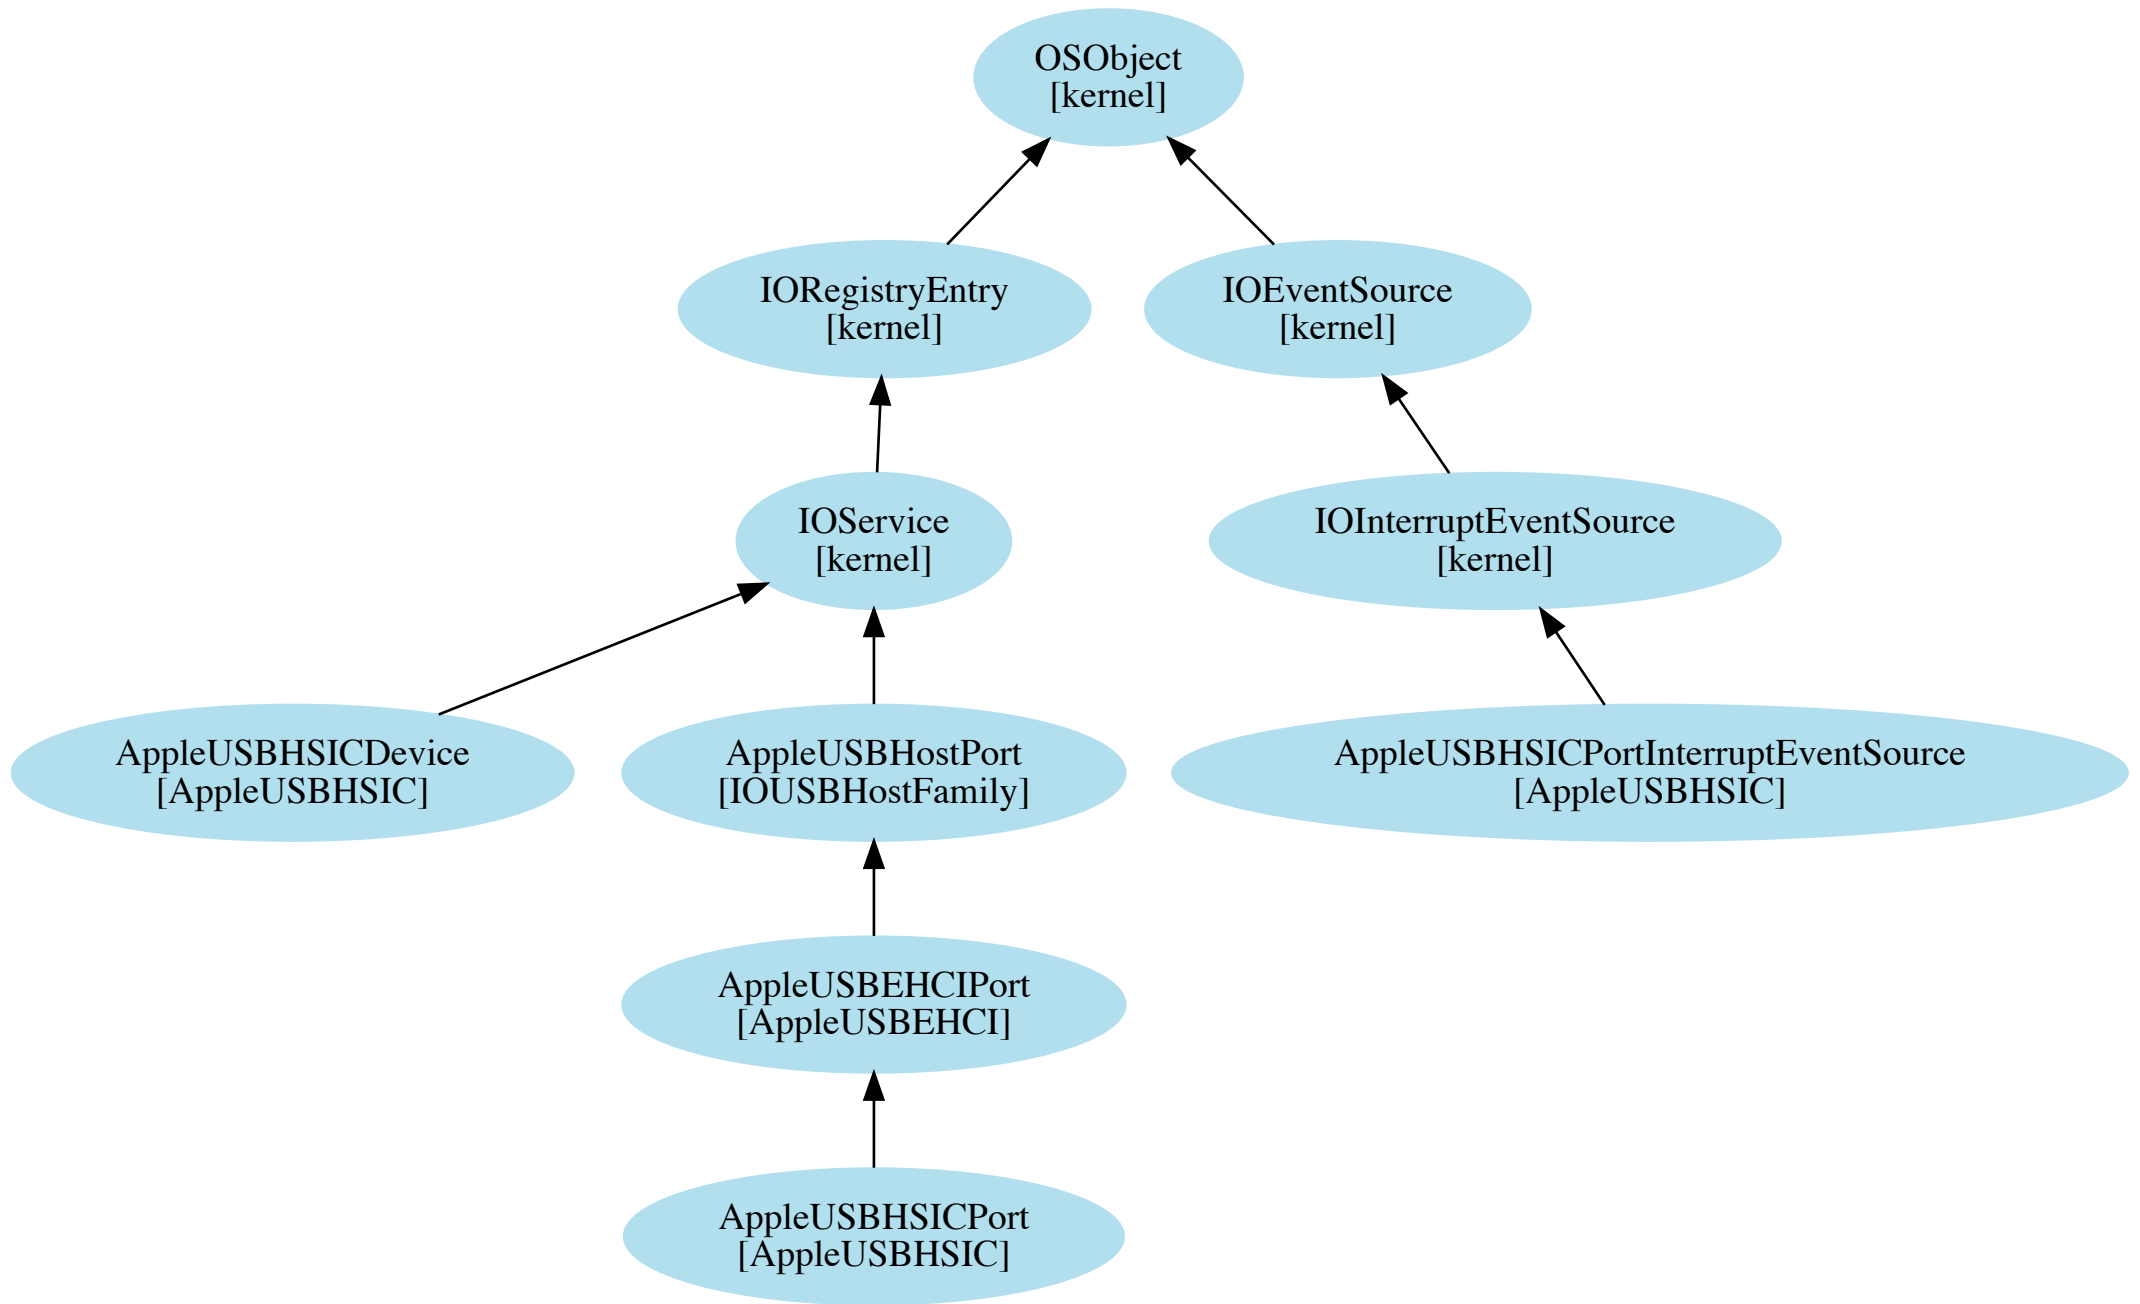 OSObject
[kernel]
IORegistryEntry
[kernel]
IOEventSource
[kernel]
IOService
[kernel]
IOInterruptEventSource
[kernel]
AppleUSBHSICDevice
[AppleUSBHSIC]
AppleUSBHostPort
[IOUSBHostFamily]
AppleUSBHSICPortInterruptEventSource
[AppleUSBHSIC]
AppleUSBEHCIPort
[AppleUSBEHCI]
AppleUSBHSICPort
[AppleUSBHSIC]